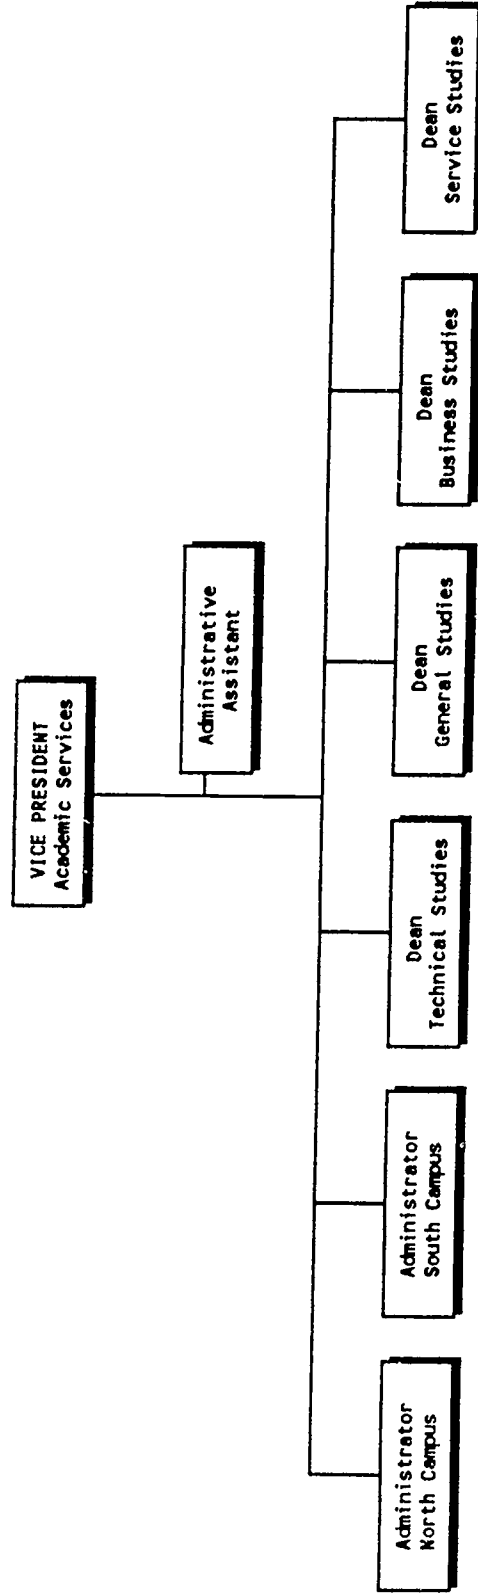 VICE PRESIDENT
Academic Services
Administrative
Assistant
Administrator
North Campus
Administrator
South Campus
Dean
Technical Studies
Dean
General Studies
Dean
Business Studies
Dean
Service Studies